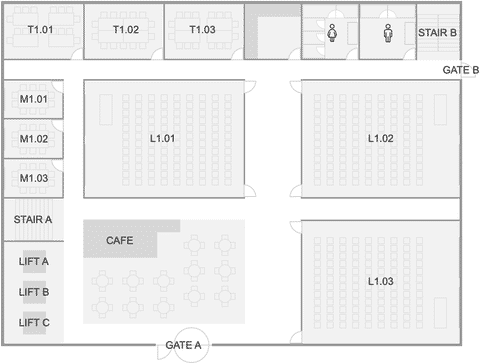 T1.01
T1.02
T1.03
STAIR B
GATE B
M1.01
M1.02
M1.03
L1.01
L1.02
STAIR A
CAFE
LIFT A
LIFT B
LIFT C
L1.03
GATE A